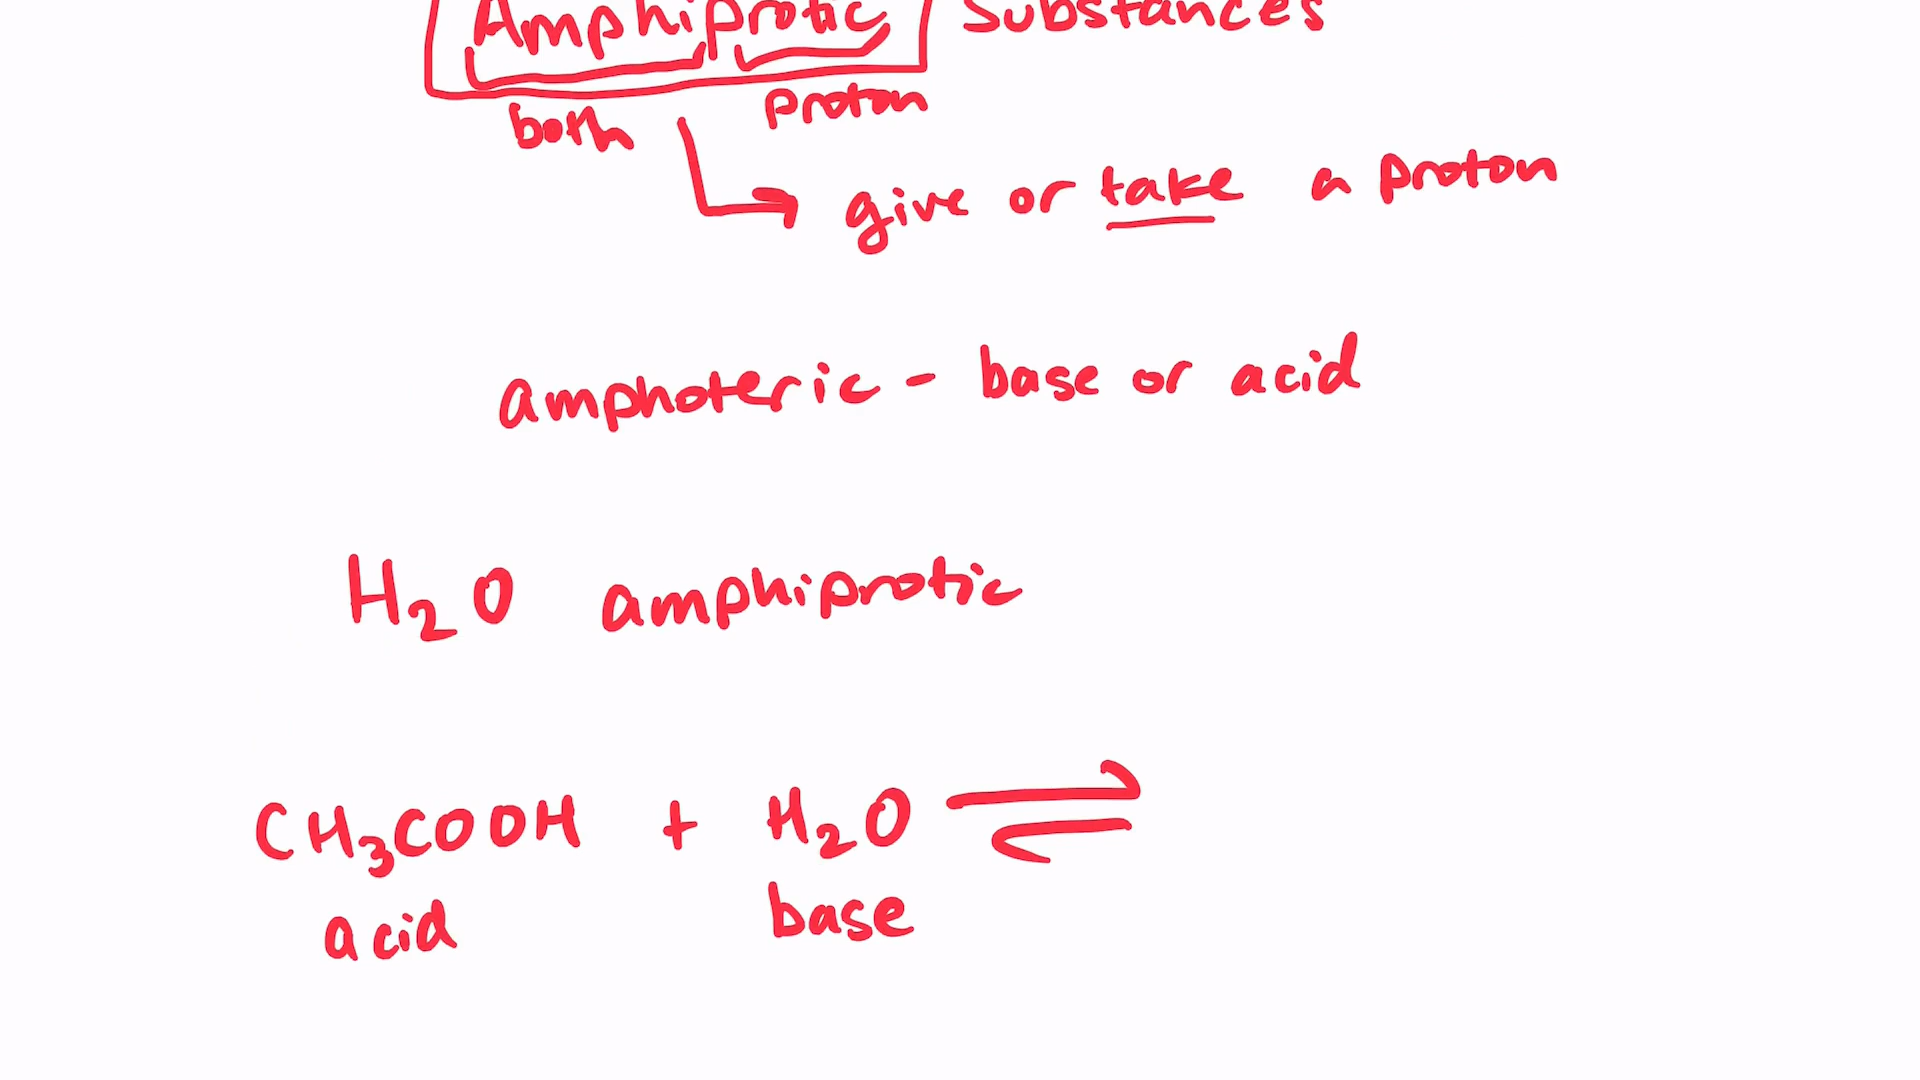 Amphiprotic Substances
both proton
give or take a proton
amphoteric - base or acid
H₂O amphiprotic
CH₃COOH + H₂O ⇌
acid base